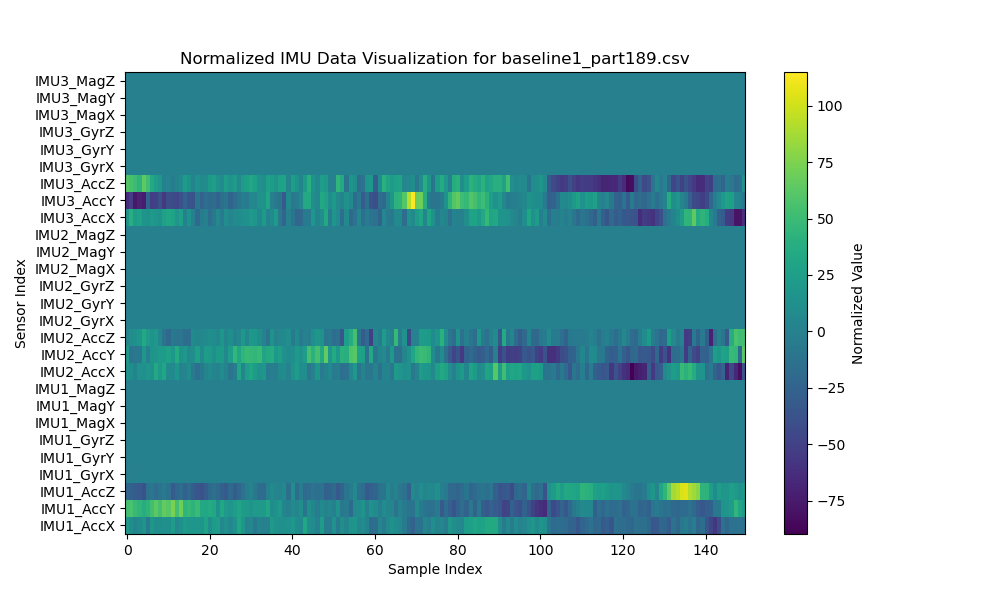 Normalized IMU Data Visualization for baseline1_part189.csv
IMU3_MagZ
IMU3_MagY
IMU3_MagX
IMU3_GyrZ
IMU3_GyrY
IMU3_GyrX
IMU3_AccZ
IMU3_AccY
IMU3_AccX
IMU2_MagZ
IMU2_MagY
IMU2_MagX
IMU2_GyrZ
IMU2_GyrY
IMU2_GyrX
IMU2_AccZ
IMU2_AccY
IMU2_AccX
IMU1_MagZ
IMU1_MagY
IMU1_MagX
IMU1_GyrZ
IMU1_GyrY
IMU1_GyrX
IMU1_AccZ
IMU1_AccY
IMU1_AccX
Sensor Index
0 20 40 60 80 100 120 140
Sample Index
100
75
50
25
0
−25
−50
−75
Normalized Value